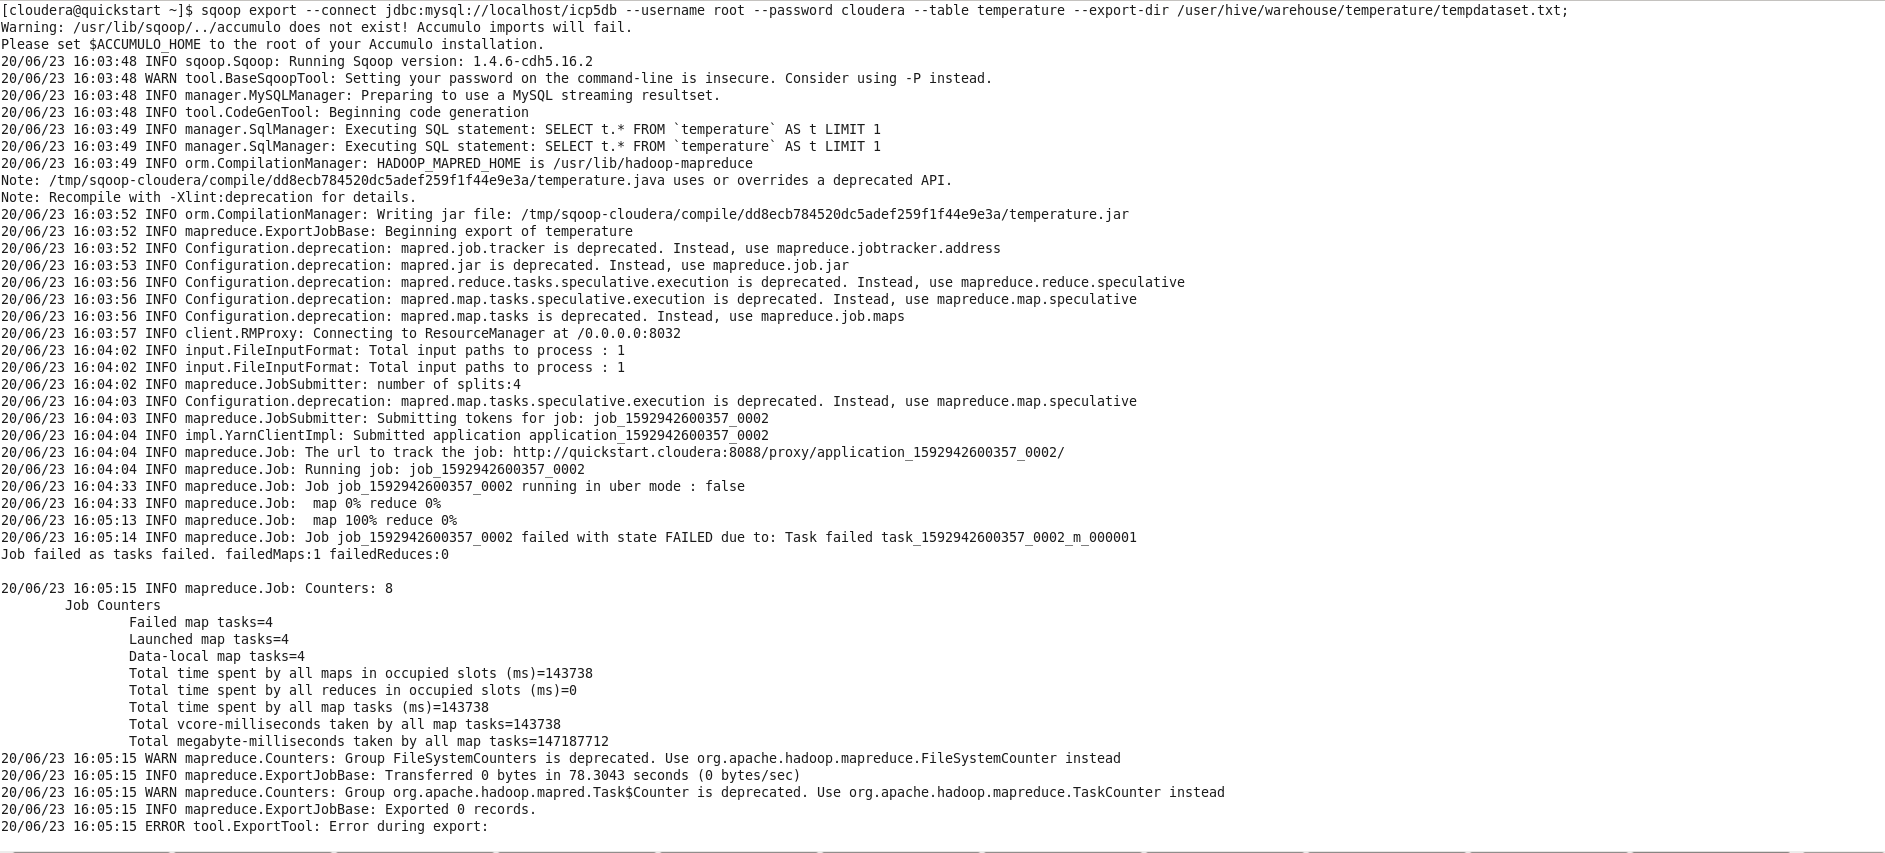 [cloudera@quickstart ~]$ sqoop export --connect jdbc:mysql://localhost/icp5db --username root --password cloudera --table temperature --export-dir /user/hive/warehouse/temperature/tempdataset.txt;
Warning: /usr/lib/sqoop/../accumulo does not exist! Accumulo imports will fail.
Please set $ACCUMULO_HOME to the root of your Accumulo installation.
20/06/23 16:03:48 INFO sqoop.Sqoop: Running Sqoop version: 1.4.6-cdh5.16.2
20/06/23 16:03:48 WARN tool.BaseSqoopTool: Setting your password on the command-line is insecure. Consider using -P instead.
20/06/23 16:03:48 INFO manager.MySQLManager: Preparing to use a MySQL streaming resultset.
20/06/23 16:03:48 INFO tool.CodeGenTool: Beginning code generation
20/06/23 16:03:49 INFO manager.SqlManager: Executing SQL statement: SELECT t.* FROM `temperature` AS t LIMIT 1
20/06/23 16:03:49 INFO manager.SqlManager: Executing SQL statement: SELECT t.* FROM `temperature` AS t LIMIT 1
20/06/23 16:03:49 INFO orm.CompilationManager: HADOOP_MAPRED_HOME is /usr/lib/hadoop-mapreduce
Note: /tmp/sqoop-cloudera/compile/dd8ecb784520dc5adef259f1f44e9e3a/temperature.java uses or overrides a deprecated API.
Note: Recompile with -Xlint:deprecation for details.
20/06/23 16:03:52 INFO orm.CompilationManager: Writing jar file: /tmp/sqoop-cloudera/compile/dd8ecb784520dc5adef259f1f44e9e3a/temperature.jar
20/06/23 16:03:52 INFO mapreduce.ExportJobBase: Beginning export of temperature
20/06/23 16:03:52 INFO Configuration.deprecation: mapred.job.tracker is deprecated. Instead, use mapreduce.jobtracker.address
20/06/23 16:03:53 INFO Configuration.deprecation: mapred.jar is deprecated. Instead, use mapreduce.job.jar
20/06/23 16:03:56 INFO Configuration.deprecation: mapred.reduce.tasks.speculative.execution is deprecated. Instead, use mapreduce.reduce.speculative
20/06/23 16:03:56 INFO Configuration.deprecation: mapred.map.tasks.speculative.execution is deprecated. Instead, use mapreduce.map.speculative
20/06/23 16:03:56 INFO Configuration.deprecation: mapred.map.tasks is deprecated. Instead, use mapreduce.job.maps
20/06/23 16:03:57 INFO client.RMProxy: Connecting to ResourceManager at /0.0.0.0:8032
20/06/23 16:04:02 INFO input.FileInputFormat: Total input paths to process : 1
20/06/23 16:04:02 INFO input.FileInputFormat: Total input paths to process : 1
20/06/23 16:04:02 INFO mapreduce.JobSubmitter: number of splits:4
20/06/23 16:04:03 INFO Configuration.deprecation: mapred.map.tasks.speculative.execution is deprecated. Instead, use mapreduce.map.speculative
20/06/23 16:04:03 INFO mapreduce.JobSubmitter: Submitting tokens for job: job_1592942600357_0002
20/06/23 16:04:04 INFO impl.YarnClientImpl: Submitted application application_1592942600357_0002
20/06/23 16:04:04 INFO mapreduce.Job: The url to track the job: http://quickstart.cloudera:8088/proxy/application_1592942600357_0002/
20/06/23 16:04:04 INFO mapreduce.Job: Running job: job_1592942600357_0002
20/06/23 16:04:33 INFO mapreduce.Job: Job job_1592942600357_0002 running in uber mode : false
20/06/23 16:04:33 INFO mapreduce.Job:  map 0% reduce 0%
20/06/23 16:05:13 INFO mapreduce.Job:  map 100% reduce 0%
20/06/23 16:05:14 INFO mapreduce.Job: Job job_1592942600357_0002 failed with state FAILED due to: Task failed task_1592942600357_0002_m_000001
Job failed as tasks failed. failedMaps:1 failedReduces:0
20/06/23 16:05:15 INFO mapreduce.Job: Counters: 8
Job Counters
Failed map tasks=4
Launched map tasks=4
Data-local map tasks=4
Total time spent by all maps in occupied slots (ms)=143738
Total time spent by all reduces in occupied slots (ms)=0
Total time spent by all map tasks (ms)=143738
Total vcore-milliseconds taken by all map tasks=143738
Total megabyte-milliseconds taken by all map tasks=147187712
20/06/23 16:05:15 WARN mapreduce.Counters: Group FileSystemCounters is deprecated. Use org.apache.hadoop.mapreduce.FileSystemCounter instead
20/06/23 16:05:15 INFO mapreduce.ExportJobBase: Transferred 0 bytes in 78.3043 seconds (0 bytes/sec)
20/06/23 16:05:15 WARN mapreduce.Counters: Group org.apache.hadoop.mapred.Task$Counter is deprecated. Use org.apache.hadoop.mapreduce.TaskCounter instead
20/06/23 16:05:15 INFO mapreduce.ExportJobBase: Exported 0 records.
20/06/23 16:05:15 ERROR tool.ExportTool: Error during export: